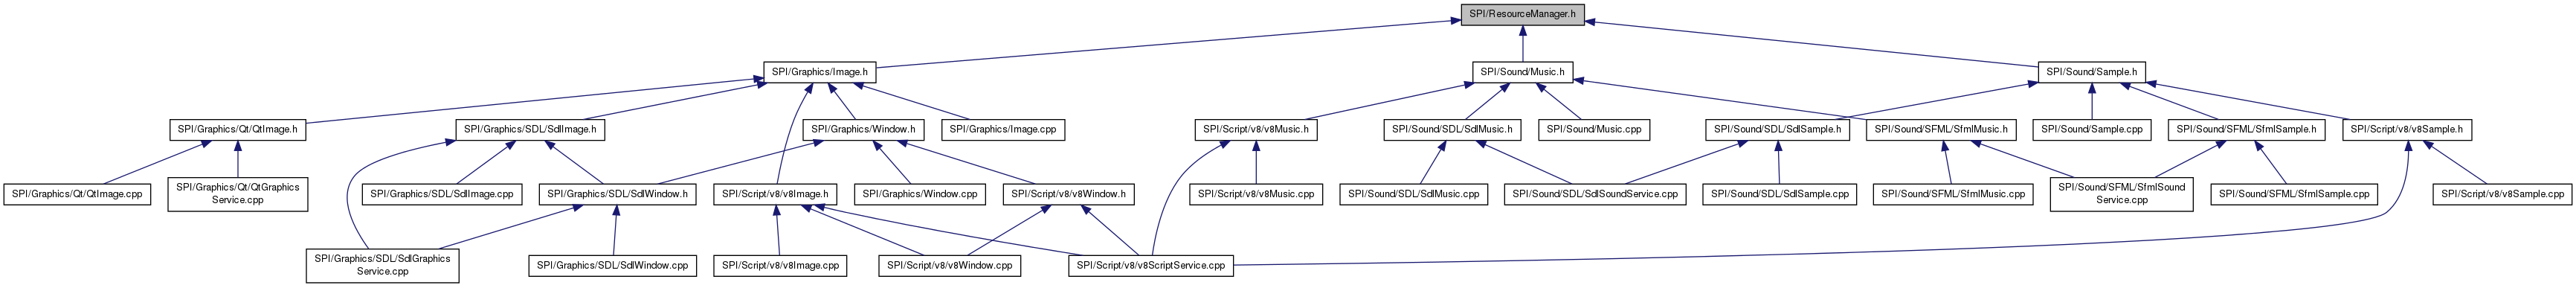 SPI/ResourceManager.h
SPI/Graphics/Image.h
SPI/Sound/Music.h
SPI/Sound/Sample.h
SPI/Graphics/Qt/QtImage.h
SPI/Graphics/SDL/SdlImage.h
SPI/Graphics/Window.h
SPI/Graphics/Image.cpp
SPI/Script/v8/v8Music.h
SPI/Sound/SDL/SdlMusic.h
SPI/Sound/Music.cpp
SPI/Sound/SDL/SdlSample.h
SPI/Sound/SFML/SfmlMusic.h
SPI/Sound/Sample.cpp
SPI/Sound/SFML/SfmlSample.h
SPI/Script/v8/v8Sample.h
SPI/Graphics/Qt/QtImage.cpp
SPI/Graphics/Qt/QtGraphics
Service.cpp
SPI/Graphics/SDL/SdlImage.cpp
SPI/Graphics/SDL/SdlWindow.h
SPI/Script/v8/v8Image.h
SPI/Graphics/Window.cpp
SPI/Script/v8/v8Window.h
SPI/Script/v8/v8Music.cpp
SPI/Sound/SDL/SdlMusic.cpp
SPI/Sound/SDL/SdlSoundService.cpp
SPI/Sound/SDL/SdlSample.cpp
SPI/Sound/SFML/SfmlMusic.cpp
SPI/Sound/SFML/SfmlSound
Service.cpp
SPI/Sound/SFML/SfmlSample.cpp
SPI/Script/v8/v8Sample.cpp
SPI/Graphics/SDL/SdlGraphics
Service.cpp
SPI/Graphics/SDL/SdlWindow.cpp
SPI/Script/v8/v8Image.cpp
SPI/Script/v8/v8Window.cpp
SPI/Script/v8/v8ScriptService.cpp